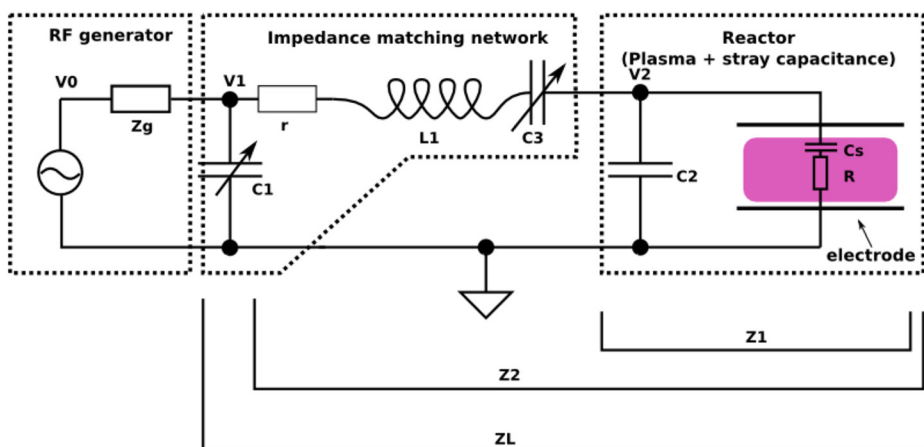 RF generator
Impedance matching network
Reactor
(Plasma + stray capacitance)
V0
V1
V2
Zg
r
L1
C3
C1
C2
Cs
R
electrode
Z1
Z2
ZL